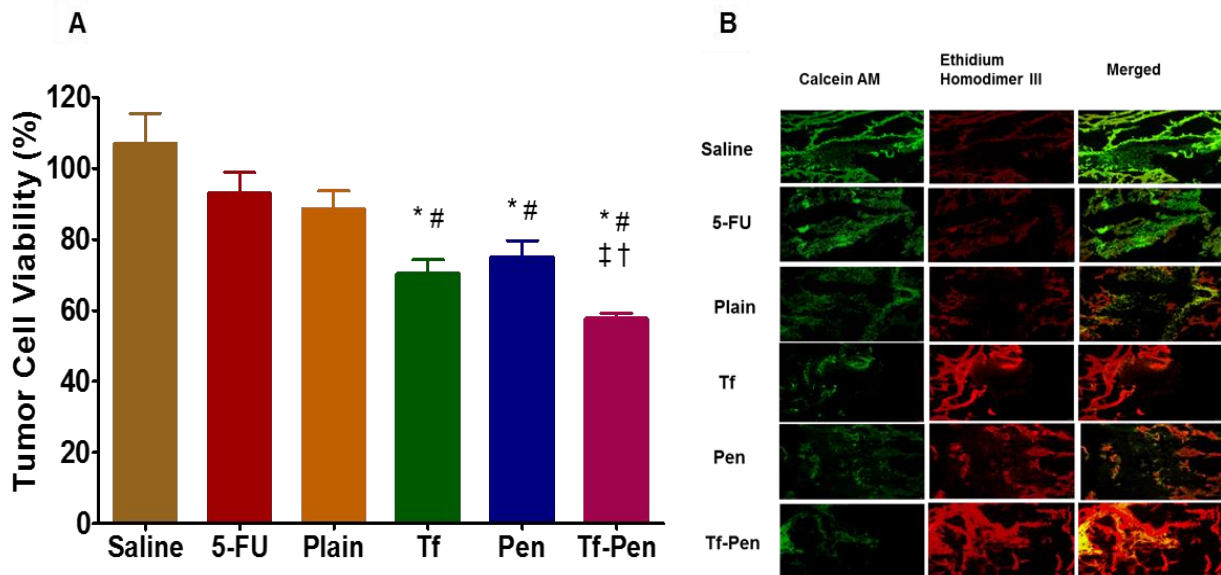 A
Tumor Cell Viability (%)
120
100
80
60
40
20
0
* #
* #
* #
‡ †
Saline 5-FU Plain Tf Pen Tf-Pen
B
Calcein AM
Ethidium
Homodimer III
Merged
Saline
5-FU
Plain
Tf
Pen
Tf-Pen